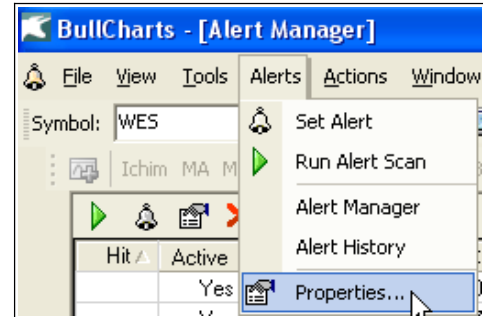 BullCharts - [Alert Manager]
File View Tools Alerts Actions Window
Symbol: WES
Set Alert
Ichim MA M
Run Alert Scan
Alert Manager
Alert History
Hit Active
Yes
Properties...